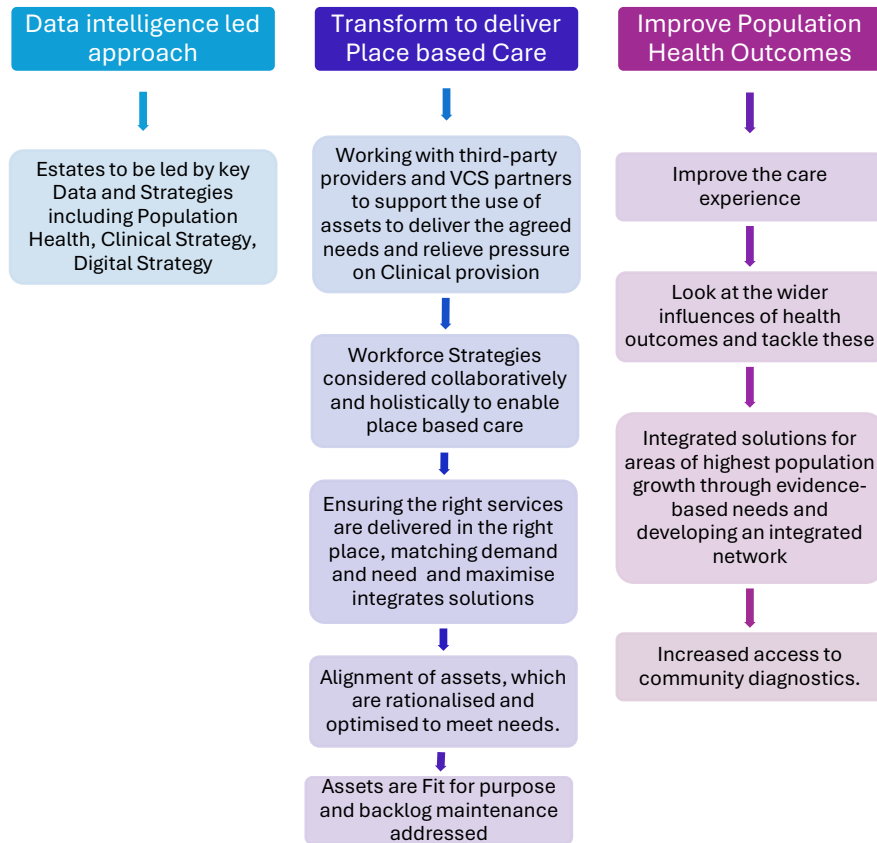 Data intelligence led
approach
Estates to be led by key
Data and Strategies
including Population
Health, Clinical Strategy,
Digital Strategy
Transform to deliver
Place based Care
Working with third-party
providers and VCS partners
to support the use of
assets to deliver the agreed
needs and relieve pressure
on Clinical provision
Workforce Strategies
considered collaboratively
and holistically to enable
place based care
Ensuring the right services
are delivered in the right
place, matching demand
and need and maximise
integrates solutions
Alignment of assets, which
are rationalised and
optimised to meet needs.
Assets are Fit for purpose
and backlog maintenance
addressed
Improve Population
Health Outcomes
Improve the care
experience
Look at the wider
influences of health
outcomes and tackle these
Integrated solutions for
areas of highest population
growth through evidence-
based needs and
developing an integrated
network
Increased access to
community diagnostics.